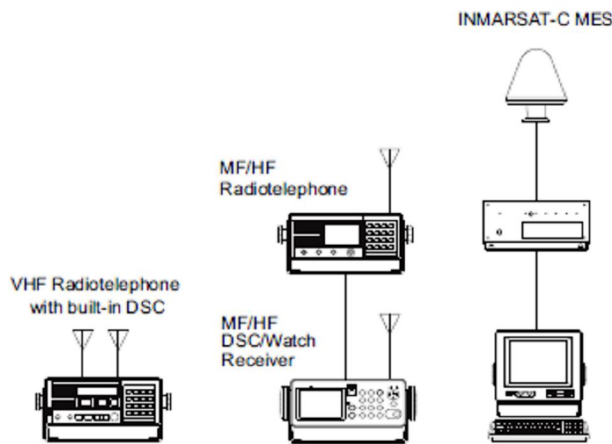 INMARSAT-C MES
MF/HF
Radiotelephone
VHF Radiotelephone
with built-in DSC
MF/HF
DSC/Watch
Receiver